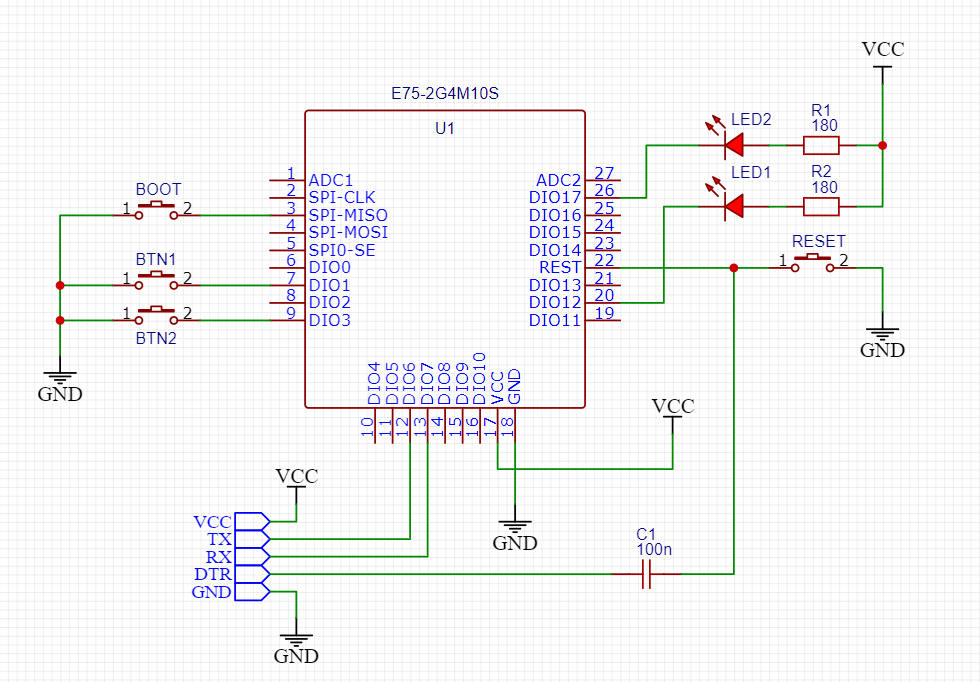 VCC
E75-2G4M10S
U1
R1
180
LED2
LED1
R2
180
RESET
1 2
GND
BOOT
1 2
BTN1
1 2
1 2
BTN2
GND
1 ADC1
2 SPI-CLK
3 SPI-MISO
4 SPI-MOSI
5 SPI0-SE
6 DIO0
7 DIO1
8 DIO2
9 DIO3
ADC2 27
DIO17 26
DIO16 25
DIO15 24
DIO14 23
REST 22
DIO13 21
DIO12 20
DIO11 19
DIO4 10
DIO5 11
DIO6 12
DIO7 13
DIO8 14
DIO9 15
DIO10 16
VCC 17
GND 18
VCC
GND
VCC
VCC
TX
RX
DTR
GND
GND
C1
100n